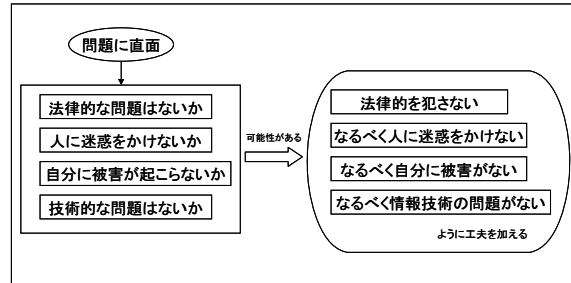 問題に直面
法律的な問題はないか
人に迷惑をかけないか
自分に被害が起こらないか
技術的な問題はないか
可能性がある
法律的を犯さない
なるべく人に迷惑をかけない
なるべく自分に被害がない
なるべく情報技術の問題がない
ように工夫を加える